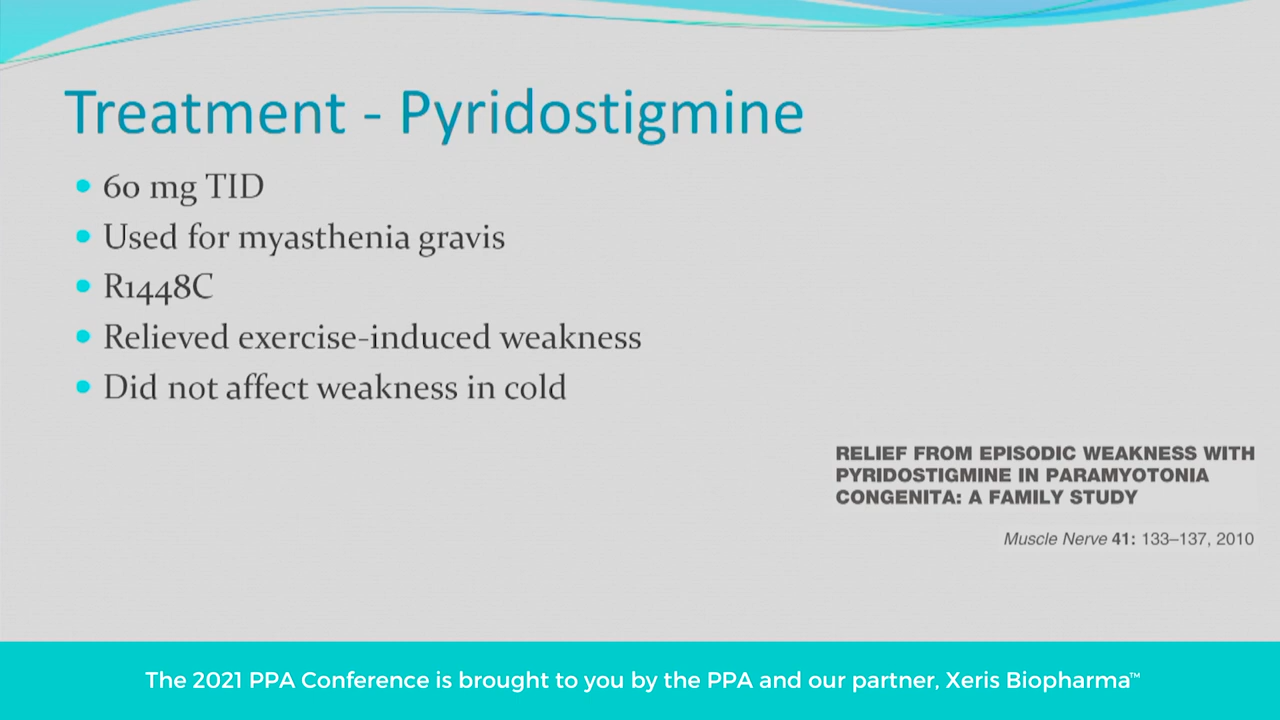 Treatment - Pyridostigmine
• 60 mg TID
• Used for myasthenia gravis
• R1448C
• Relieved exercise-induced weakness
• Did not affect weakness in cold
RELIEF FROM EPISODIC WEAKNESS WITH
PYRIDOSTIGMINE IN PARAMYOTONIA
CONGENITA: A FAMILY STUDY
Muscle Nerve 41: 133–137, 2010
The 2021 PPA Conference is brought to you by the PPA and our partner, Xeris Biopharma™